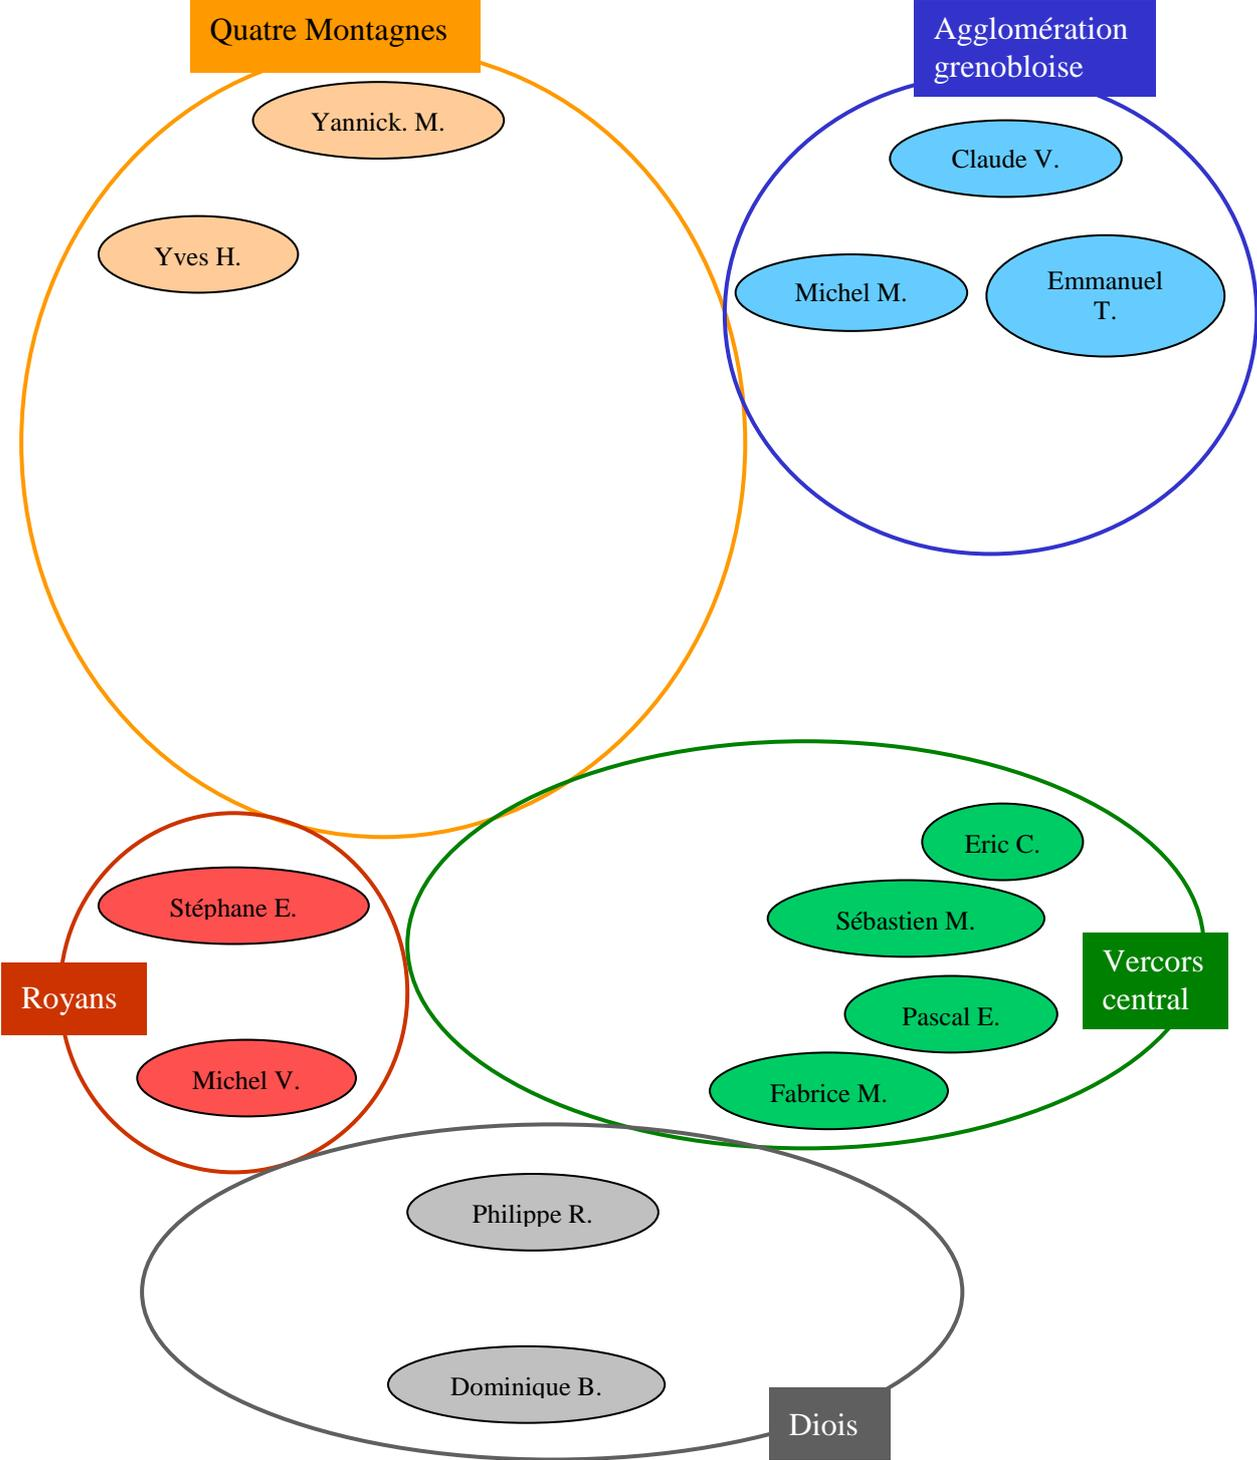 Quatre Montagnes
Agglomération
grenobloise
Yannick. M.
Claude V.
Yves H.
Michel M.
Emmanuel
T.
Eric C.
Stéphane E.
Sébastien M.
Vercors
central
Royans
Pascal E.
Michel V.
Fabrice M.
Philippe R.
Dominique B.
Diois